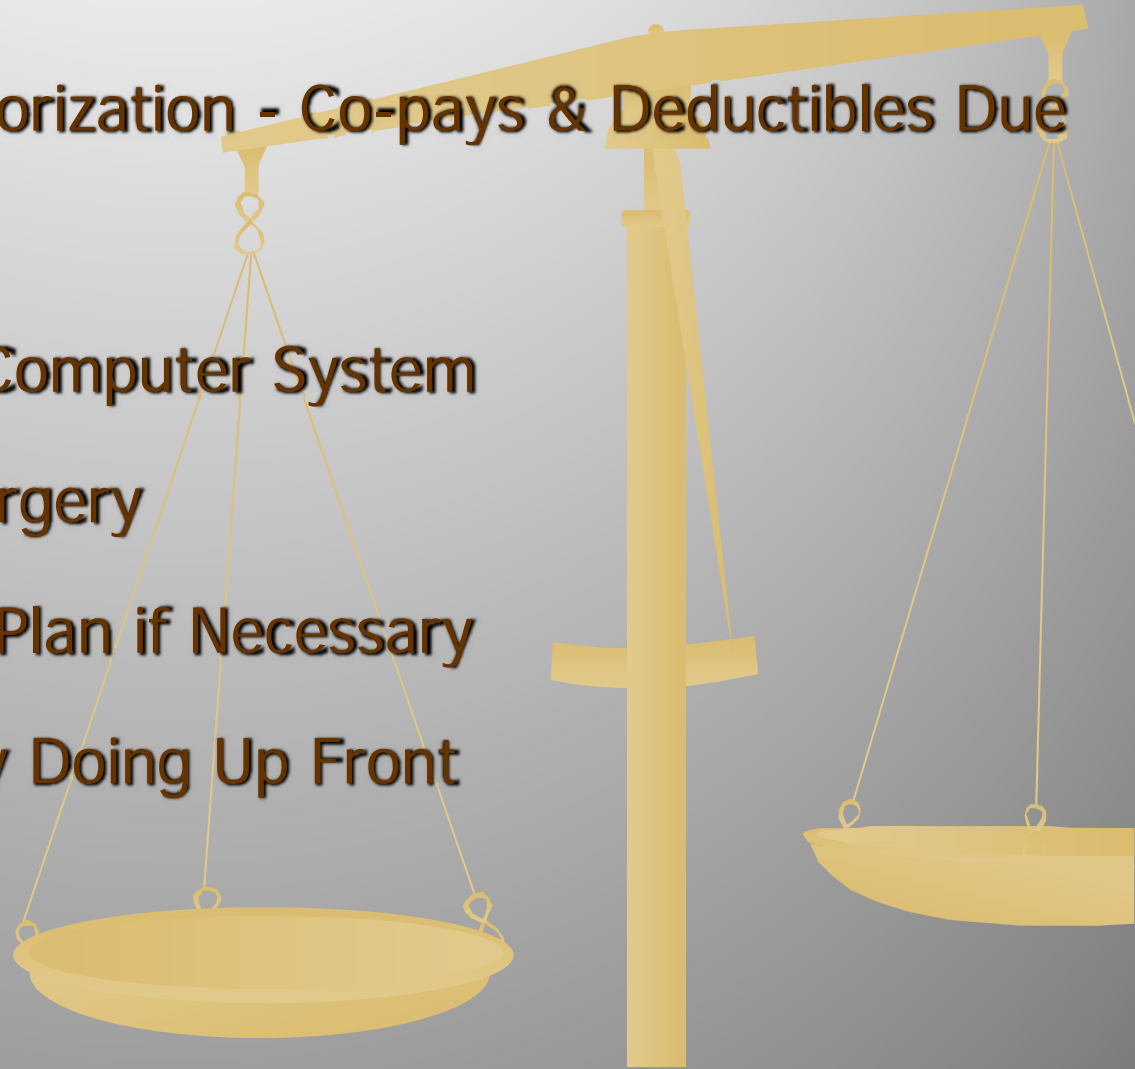 orization - Co-pays & Deductibles Due
Computer System
rgery
Plan if Necessary
y Doing Up Front